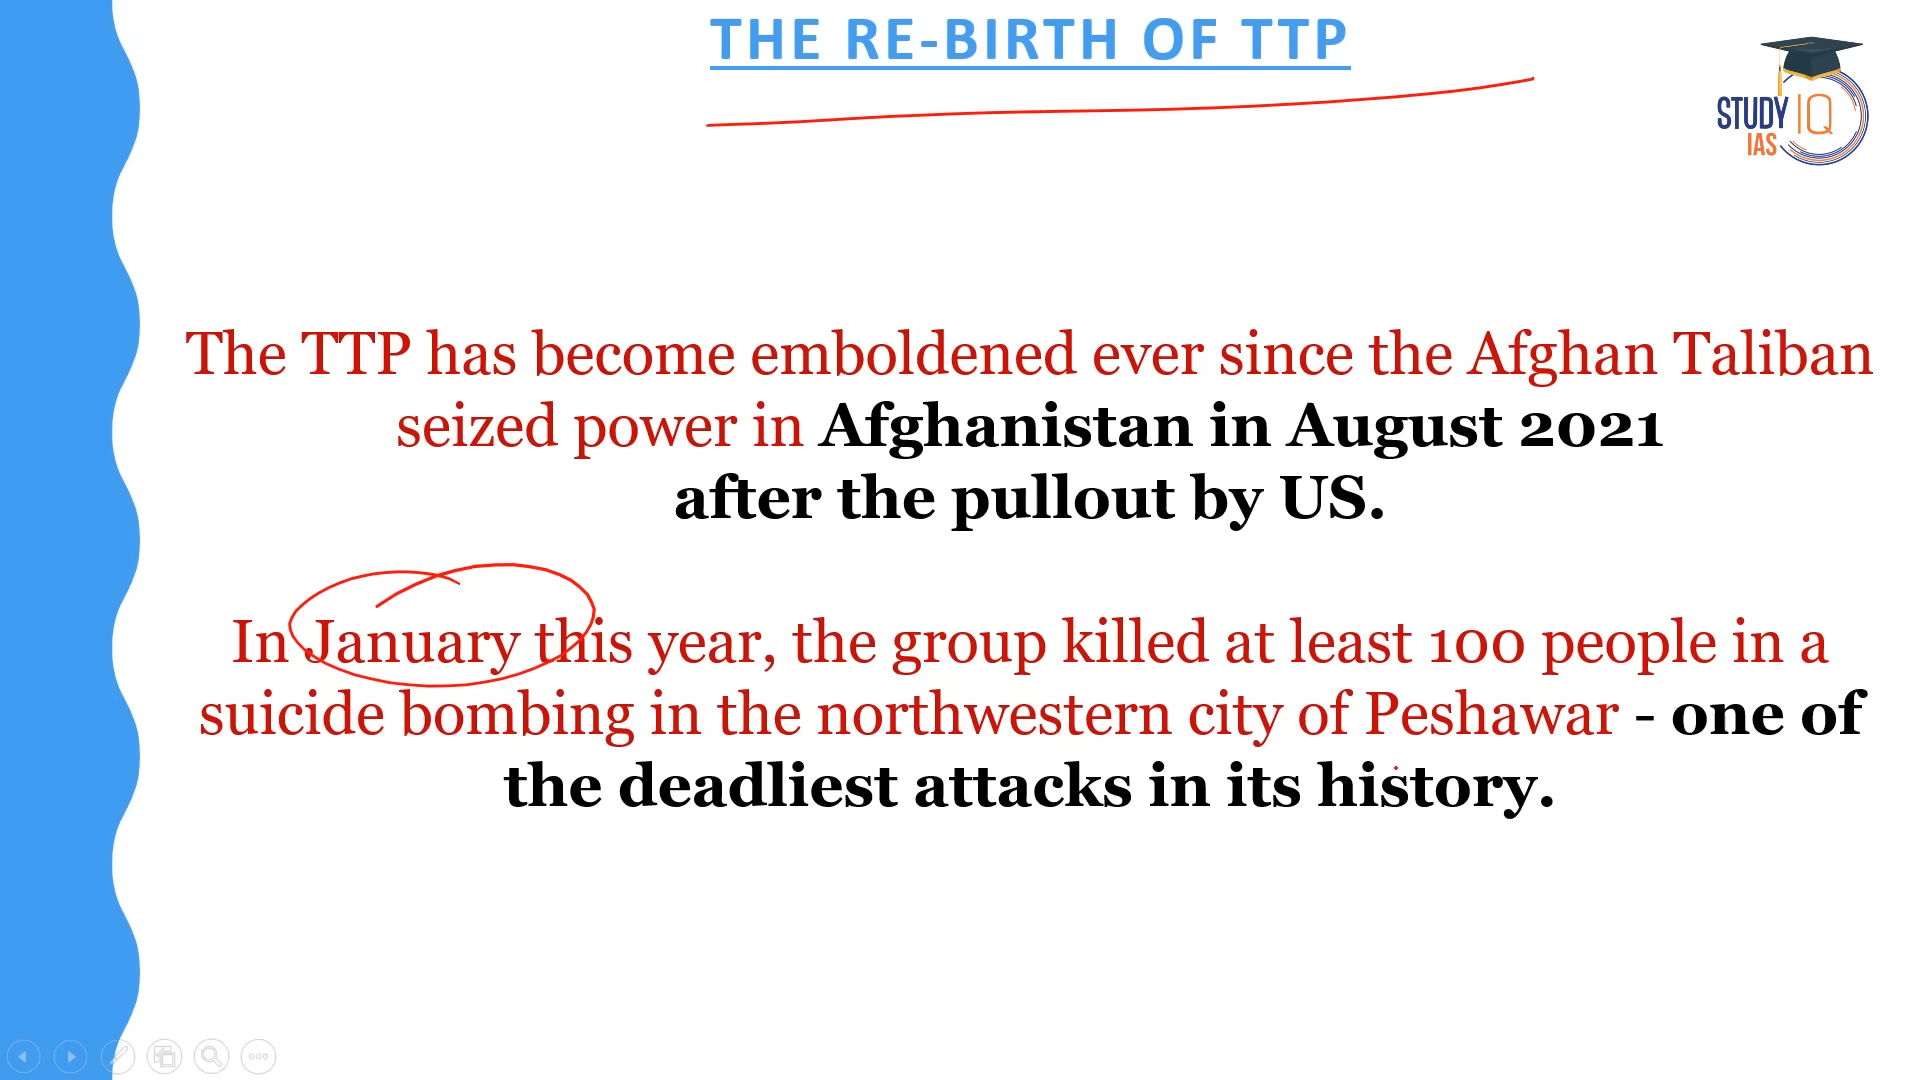 THE RE-BIRTH OF TTP
STUDY IQ
IAS
The TTP has become emboldened ever since the Afghan Taliban
seized power in Afghanistan in August 2021
after the pullout by US.
In January this year, the group killed at least 100 people in a
suicide bombing in the northwestern city of Peshawar - one of
the deadliest attacks in its history.